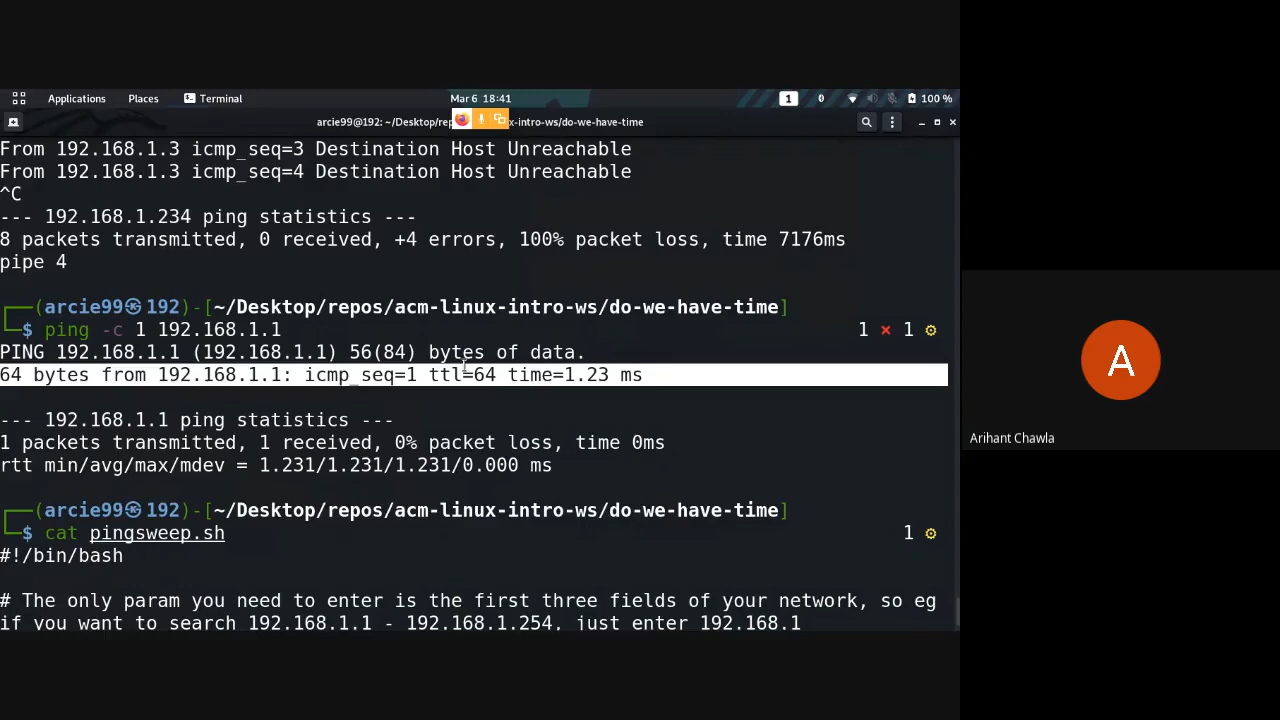 Applications Places Terminal Mar 6 18:41 1 100 %
arcie99@192: ~/Desktop/rep x-intro-ws/do-we-have-time
From 192.168.1.3 icmp_seq=3 Destination Host Unreachable
From 192.168.1.3 icmp_seq=4 Destination Host Unreachable
^C
--- 192.168.1.234 ping statistics ---
8 packets transmitted, 0 received, +4 errors, 100% packet loss, time 7176ms
pipe 4
┌──(arcie99㉿192)-[~/Desktop/repos/acm-linux-intro-ws/do-we-have-time]
└─$ ping -c 1 192.168.1.1 1 ⨯ 1 ⚙
PING 192.168.1.1 (192.168.1.1) 56(84) bytes of data.
64 bytes from 192.168.1.1: icmp_seq=1 ttl=64 time=1.23 ms
--- 192.168.1.1 ping statistics ---
1 packets transmitted, 1 received, 0% packet loss, time 0ms
rtt min/avg/max/mdev = 1.231/1.231/1.231/0.000 ms
┌──(arcie99㉿192)-[~/Desktop/repos/acm-linux-intro-ws/do-we-have-time]
└─$ cat pingsweep.sh 1 ⚙
#!/bin/bash
# The only param you need to enter is the first three fields of your network, so eg
if you want to search 192.168.1.1 - 192.168.1.254, just enter 192.168.1
A
Arihant Chawla